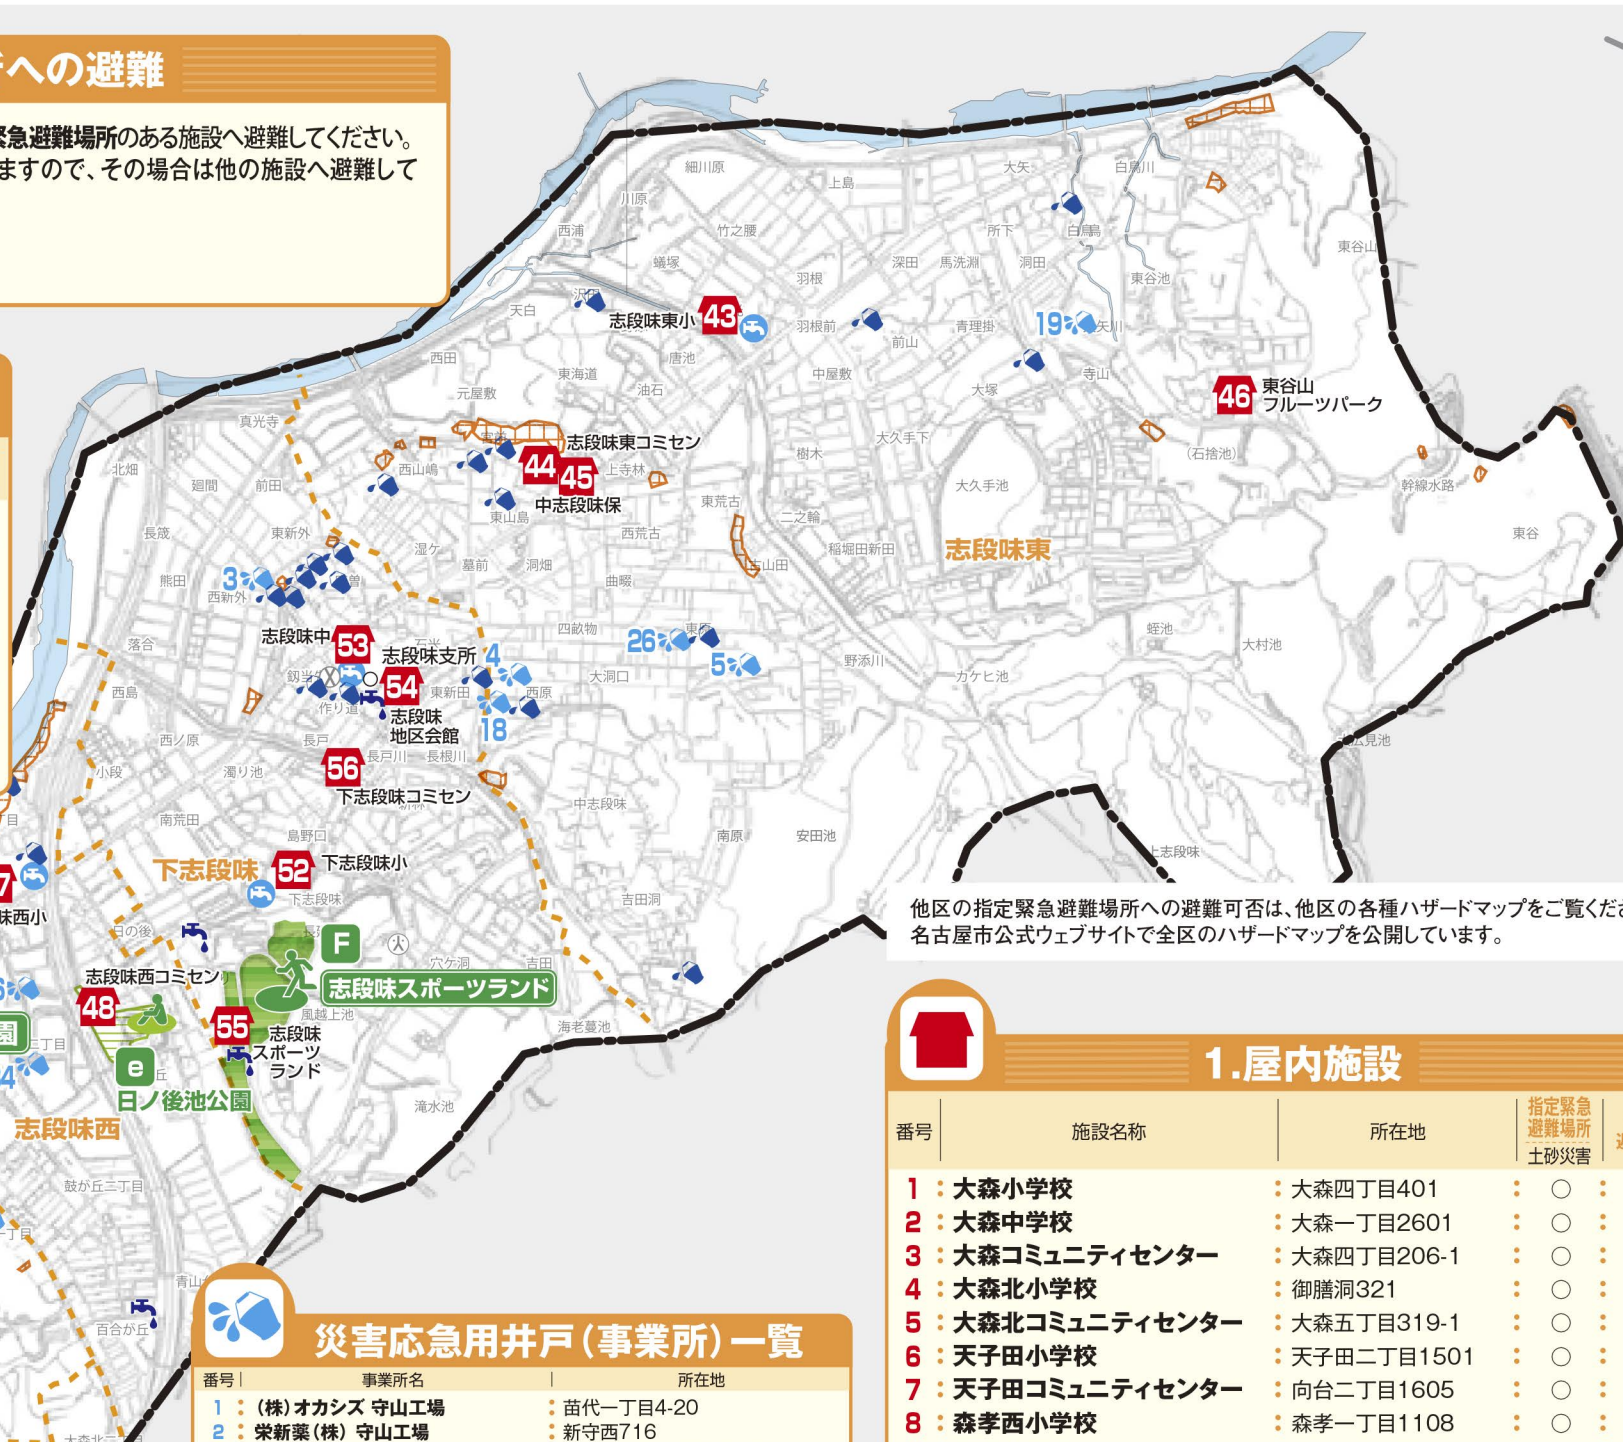 への避難
緊急避難場所のある施設へ避難してください。
ますので、その場合は他の施設へ避難して
細川原
上島
大矢
白鳥川
川原
西浦
竹之腰
所下
白鳥
東谷山
蟻塚
羽根
深田
馬洗淵
洞田
東谷池
天白
志段味東小
43
羽根前
青理掛
19
矢川
前山
西田
唐池
東海道
中屋敷
寺山
元屋敷
油石
大塚
46
東谷山
フルーツパーク
真光寺
大久手下
志段味東コミセン
樹木
(石捨池)
北畑
西山嶋
44
45
上寺林
廻間
前田
中志段味保
大久手池
幹線水路
東山島
東荒古
二之輪
長筬
東新外
西荒古
東谷
湿ケ
稲堀田新田
志段味東
墓前
洞畑
山田
3
熊田
西新外
曲畷
落合
志段味中
53
四畝物
26
東原
蛭池
大村池
石光
志段味支所
4
5
野添川
西島
54
東新田
西原
大洞口
カケヒ池
作り道
志段味
地区会館
18
西ノ原
長戸
長戸川
長根川
広見池
小段
濁り池
56
下志段味コミセン
中志段味
南荒田
島野口
南原
安田池
上志段味
下志段味
52
下志段味小
7
味西小
下志段味
吉田洞
他区の指定緊急避難場所への避難可否は、他区の各種ハザードマップをご覧くだ
名古屋市公式ウェブサイトで全区のハザードマップを公開しています。
日の後
F
穴ケ洞
吉田
志段味西コミセン
志段味スポーツランド
48
風越上池
海老蔓池
55
志段味
スポーツ
ランド
園
二丁目
4
e
丘
日ノ後池公園
滝水池
志段味西
鼓が丘二丁目
丁目
青山
百合が丘
大森北二丁目
1.屋内施設
番号
施設名称
所在地
指定緊急
避難場所
土砂災害
1 : 大森小学校 : 大森四丁目401 : ○ :
2 : 大森中学校 : 大森一丁目2601 : ○ :
3 : 大森コミュニティセンター : 大森四丁目206-1 : ○ :
4 : 大森北小学校 : 御膳洞321 : ○ :
5 : 大森北コミュニティセンター : 大森五丁目319-1 : ○ :
6 : 天子田小学校 : 天子田二丁目1501 : ○ :
7 : 天子田コミュニティセンター : 向台二丁目1605 : ○ :
8 : 森孝西小学校 : 森孝一丁目1108 : ○ :
災害応急用井戸(事業所)一覧
番号
事業所名
所在地
1 : (株)オカシズ 守山工場 : 苗代一丁目4-20
2 : 栄新薬(株) 守山工場 : 新守西716